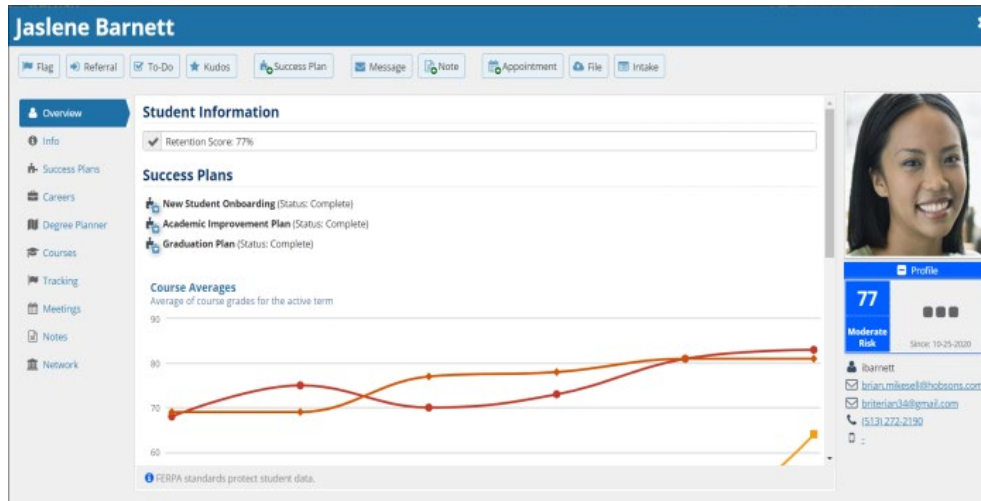 Jaslene Barnett
Flag Referral To-Do Kudos Success Plan Message Note Appointment File Intake
Overview
Info
Success Plans
Careers
Degree Planner
Courses
Tracking
Meetings
Notes
Network
Student Information
Retention Score: 77%
Success Plans
New Student Onboarding (Status: Complete)
Academic Improvement Plan (Status: Complete)
Graduation Plan (Status: Complete)
Course Averages
Average of course grades for the active term
90
80
70
60
FERPA standards protect student data.
Profile
77
Moderate
Risk
Since: 10-25-2020
ibarnett
brian.mikesell@hobsons.com
briterian34@gmail.com
(513) 272-2190
-